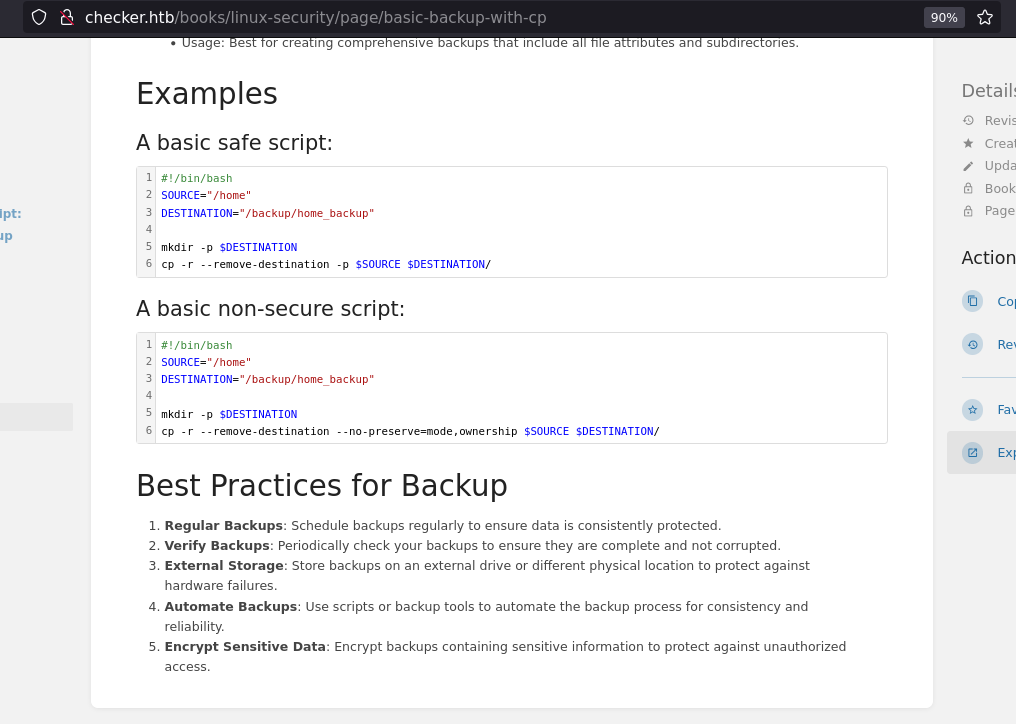 checker.htb/books/linux-security/page/basic-backup-with-cp
90%
• Usage: Best for creating comprehensive backups that include all file attributes and subdirectories.
Examples
A basic safe script:
1 #!/bin/bash
2 SOURCE="/home"
3 DESTINATION="/backup/home_backup"
4
5 mkdir -p $DESTINATION
6 cp -r --remove-destination -p $SOURCE $DESTINATION/
A basic non-secure script:
1 #!/bin/bash
2 SOURCE="/home"
3 DESTINATION="/backup/home_backup"
4
5 mkdir -p $DESTINATION
6 cp -r --remove-destination --no-preserve=mode,ownership $SOURCE $DESTINATION/
Best Practices for Backup
1. Regular Backups: Schedule backups regularly to ensure data is consistently protected.
2. Verify Backups: Periodically check your backups to ensure they are complete and not corrupted.
3. External Storage: Store backups on an external drive or different physical location to protect against
hardware failures.
4. Automate Backups: Use scripts or backup tools to automate the backup process for consistency and
reliability.
5. Encrypt Sensitive Data: Encrypt backups containing sensitive information to protect against unauthorized
access.
ipt:
up
Details
Revis
Creat
Upda
Book
Page
Action
Cop
Rev
Fav
Exp